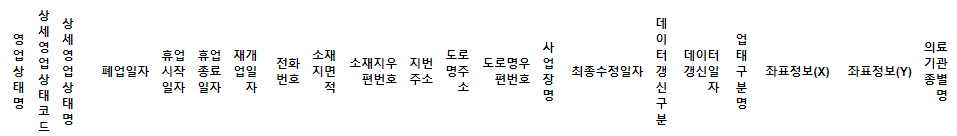 영업상태명
상세영업상태코드
상세영업상태명
폐업일자
휴업시작일자
휴업종료일자
재개업일자
전화번호
소재지면적
소재지우편번호
지번주소
도로명주소
도로명우편번호
사업장명
최종수정일자
데이터갱신구분
데이터갱신일자
업태구분명
좌표정보(X)
좌표정보(Y)
의료기관종별명